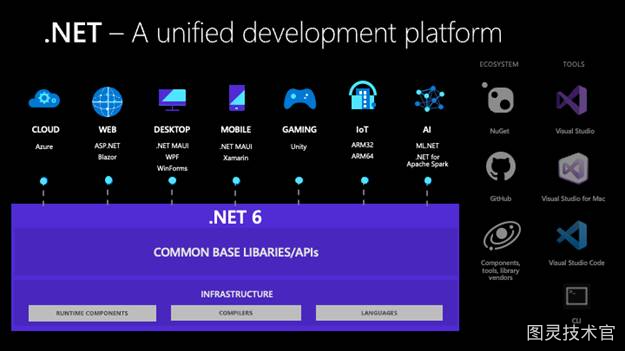 .NET – A unified development platform
ECOSYSTEM
TOOLS
CLOUD
Azure
WEB
ASP.NET
Blazor
DESKTOP
.NET MAUI
WPF
WinForms
MOBILE
.NET MAUI
Xamarin
GAMING
Unity
IoT
ARM32
ARM64
AI
ML.NET
.NET for
Apache Spark
NuGet
Visual Studio
GitHub
Visual Studio for Mac
Components,
tools, library
vendors
Visual Studio Code
CLI
.NET 6
COMMON BASE LIBARIES/APIs
INFRASTRUCTURE
RUNTIME COMPONENTS
COMPILERS
LANGUAGES
图灵技术官